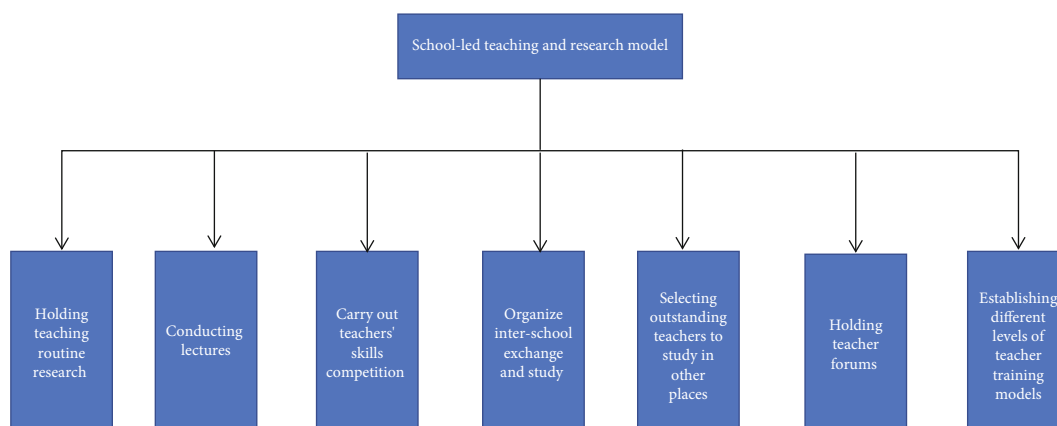 School-led teaching and research model
Holding
teaching
routine
research
Conducting
lectures
Carry out
teachers'
skills
competition
Organize
inter-school
exchange
and study
Selecting
outstanding
teachers to
study in
other
places
Holding
teacher
forums
Establishing
different
levels of
teacher
training
models